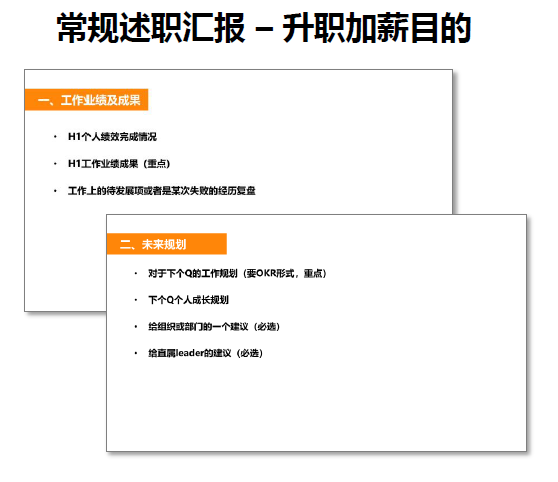 常规述职汇报 – 升职加薪目的
一、工作业绩及成果
• H1个人绩效完成情况
• H1工作业绩成果（重点）
• 工作上的待发展项或者是某次失败的经历复盘
二、未来规划
• 对于下个Q的工作规划（要OKR形式，重点）
• 下个Q个人成长规划
• 给组织或部门的一个建议（必选）
• 给直属leader的建议（必选）